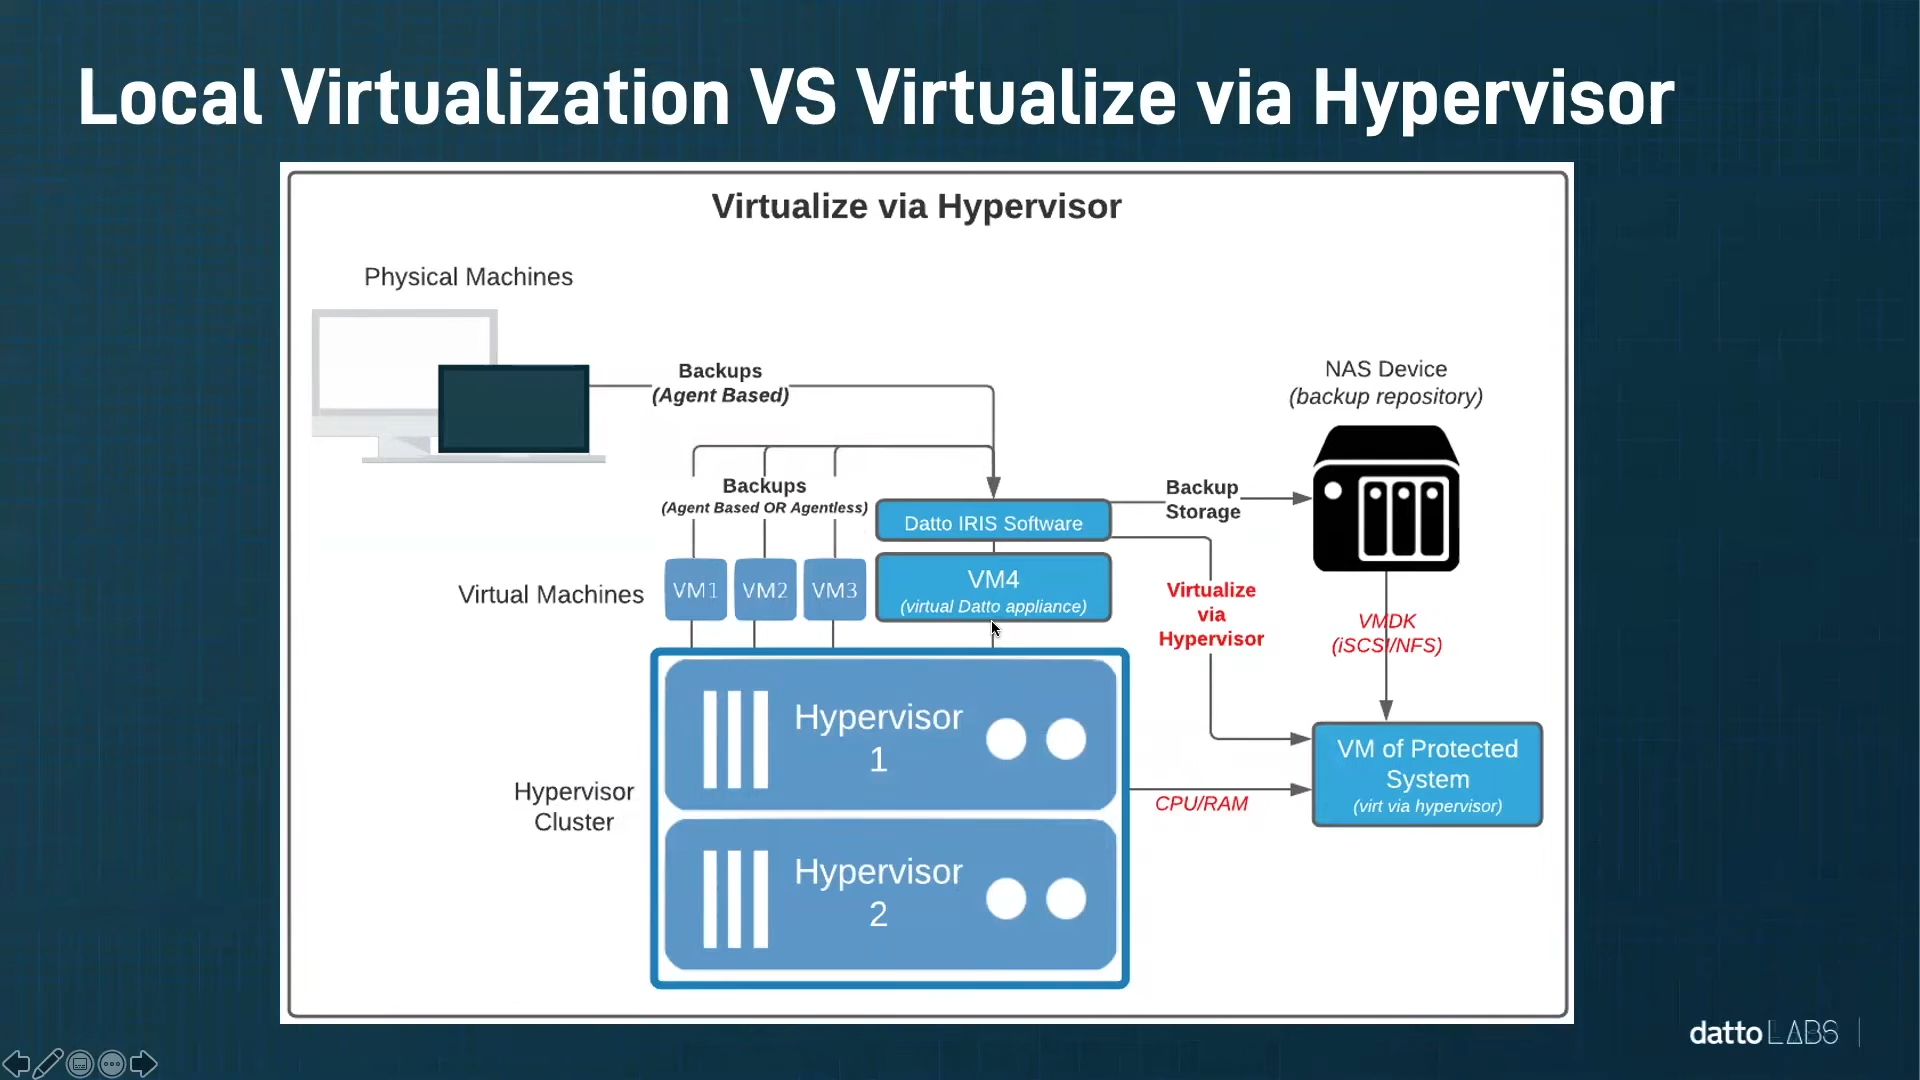 Local Virtualization VS Virtualize via Hypervisor
Virtualize via Hypervisor
Physical Machines
Backups
(Agent Based)
NAS Device
(backup repository)
Backups
(Agent Based OR Agentless)
Datto IRIS Software
Backup
Storage
Virtual Machines
VM1
VM2
VM3
VM4
(virtual Datto appliance)
Virtualize
via
Hypervisor
VMDK
(iSCSI/NFS)
Hypervisor
1
VM of Protected
System
(virt via hypervisor)
CPU/RAM
Hypervisor
Cluster
Hypervisor
2
datto LABS